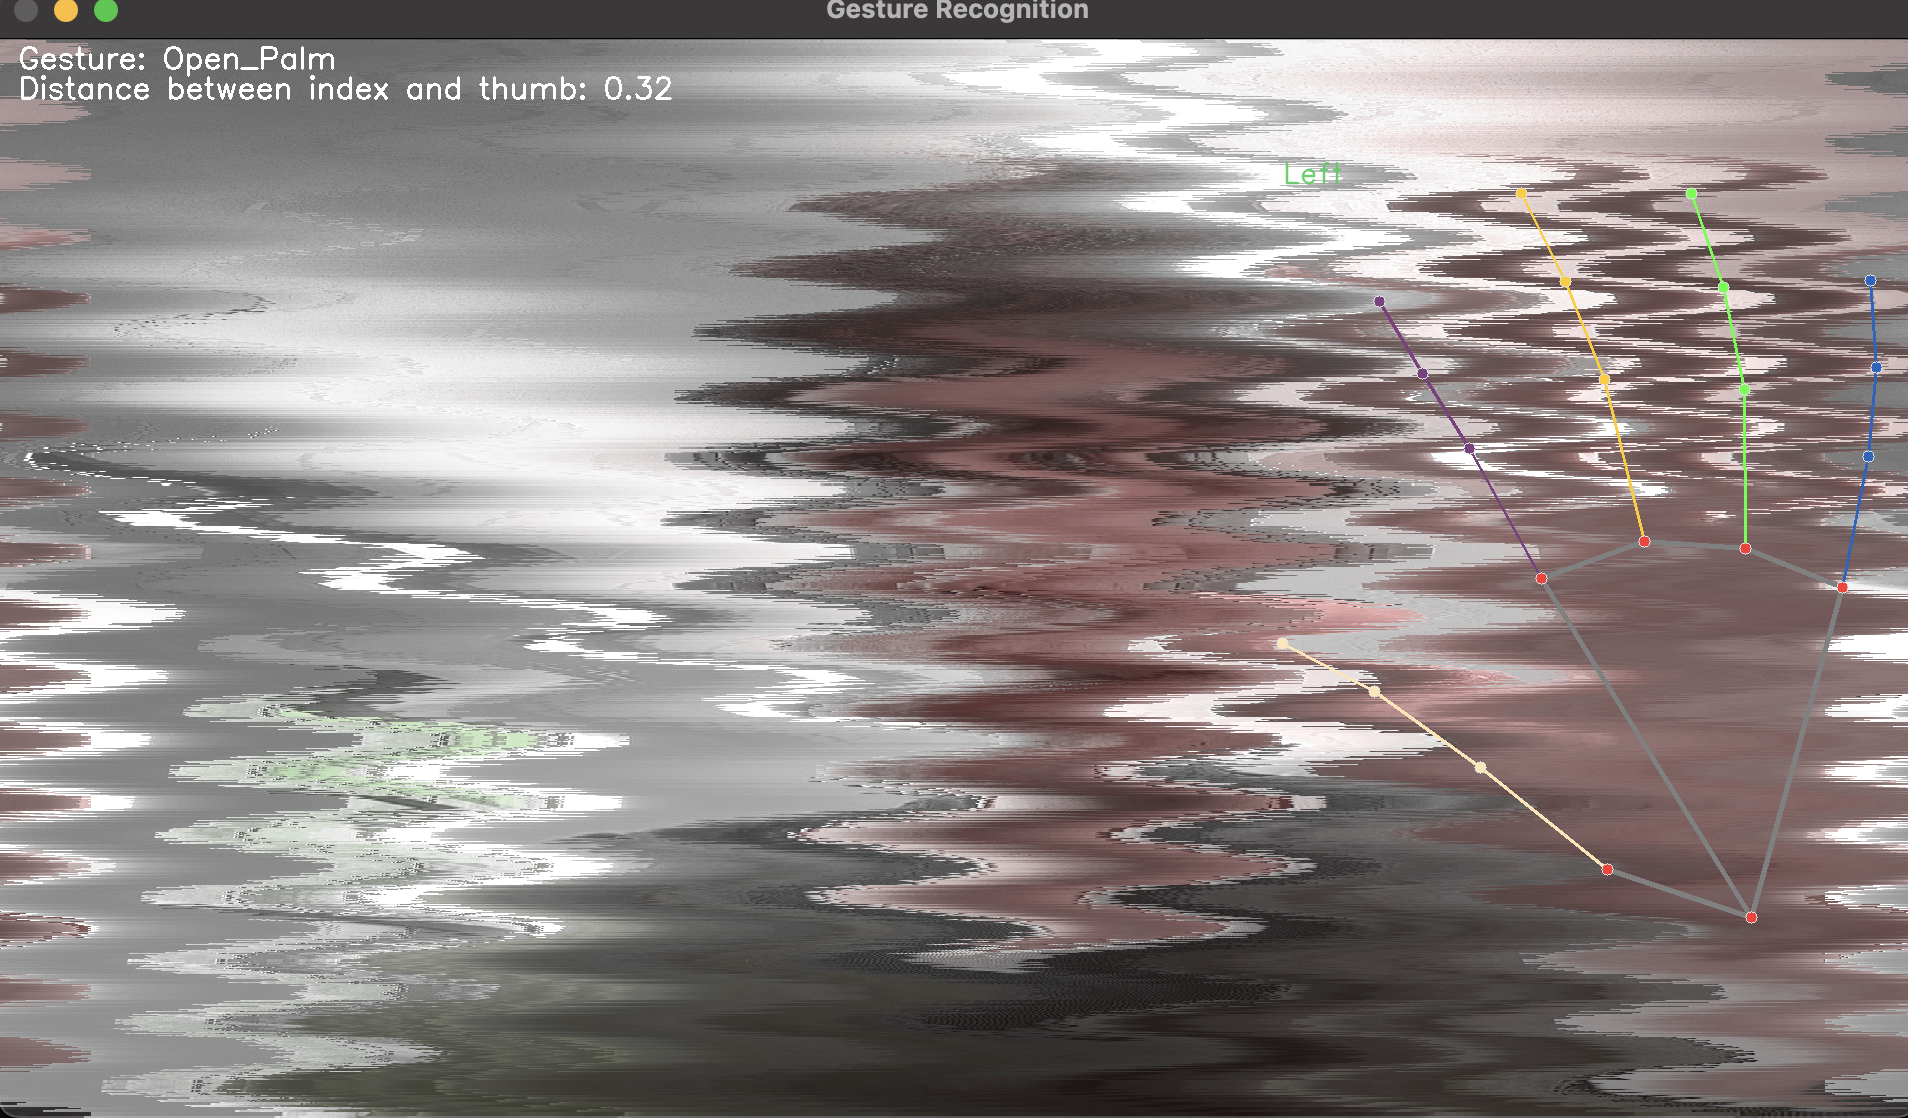 Gesture Recognition
Gesture: Open_Palm
Distance between index and thumb: 0.32
Left